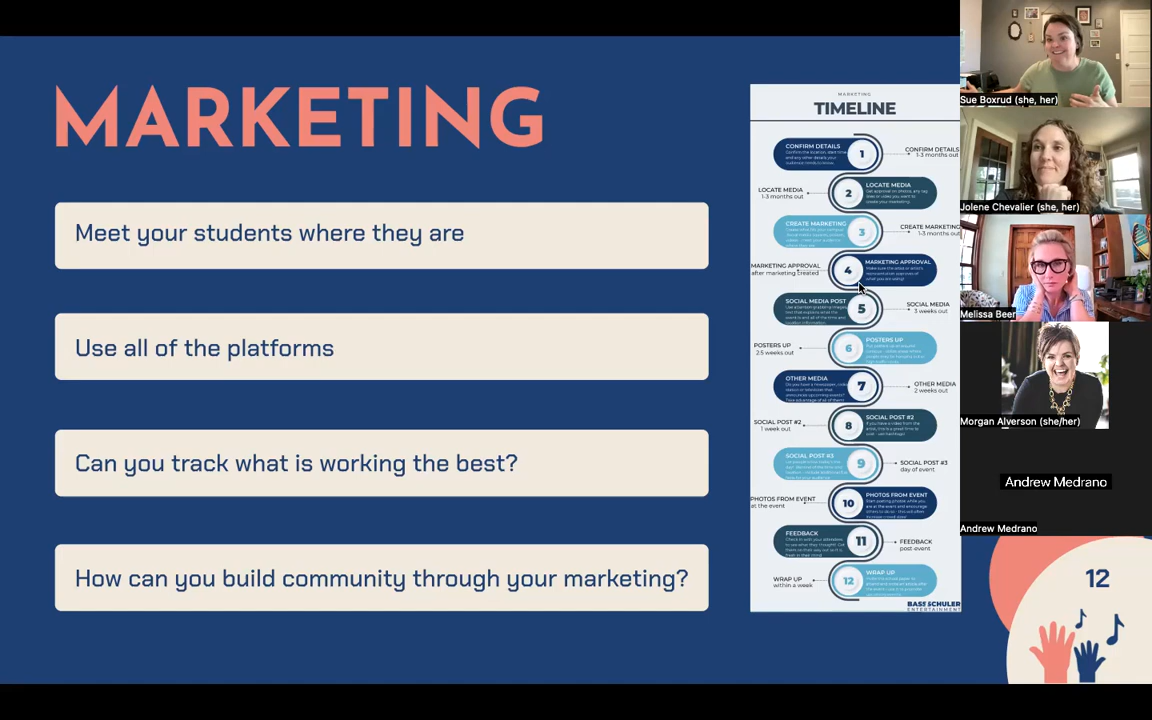 MARKETING
Meet your students where they are
Use all of the platforms
Can you track what is working the best?
How can you build community through your marketing?
MARKETING
TIMELINE
CONFIRM DETAILS
1
CONFIRM DETAILS
1-3 months out
LOCATE MEDIA
1-3 months out
2
LOCATE MEDIA
CREATE MARKETING
3
CREATE MARKETING
1-3 months out
MARKETING APPROVAL
after marketing created
4
MARKETING APPROVAL
SOCIAL MEDIA POST
5
SOCIAL MEDIA
3 weeks out
POSTERS UP
2.5 weeks out
6
POSTERS UP
OTHER MEDIA
7
OTHER MEDIA
2 weeks out
SOCIAL POST #2
1 week out
8
SOCIAL POST #2
SOCIAL POST #3
9
SOCIAL POST #3
day of event
PHOTOS FROM EVENT
at the event
10
PHOTOS FROM EVENT
FEEDBACK
11
FEEDBACK
post-event
WRAP UP
within a week
12
WRAP UP
BASS SCHULER
ENTERTAINMENT
Sue Boxrud (she, her)
Jolene Chevalier (she, her)
Melissa Beer
Morgan Alverson (she/her)
Andrew Medrano
Andrew Medrano
12